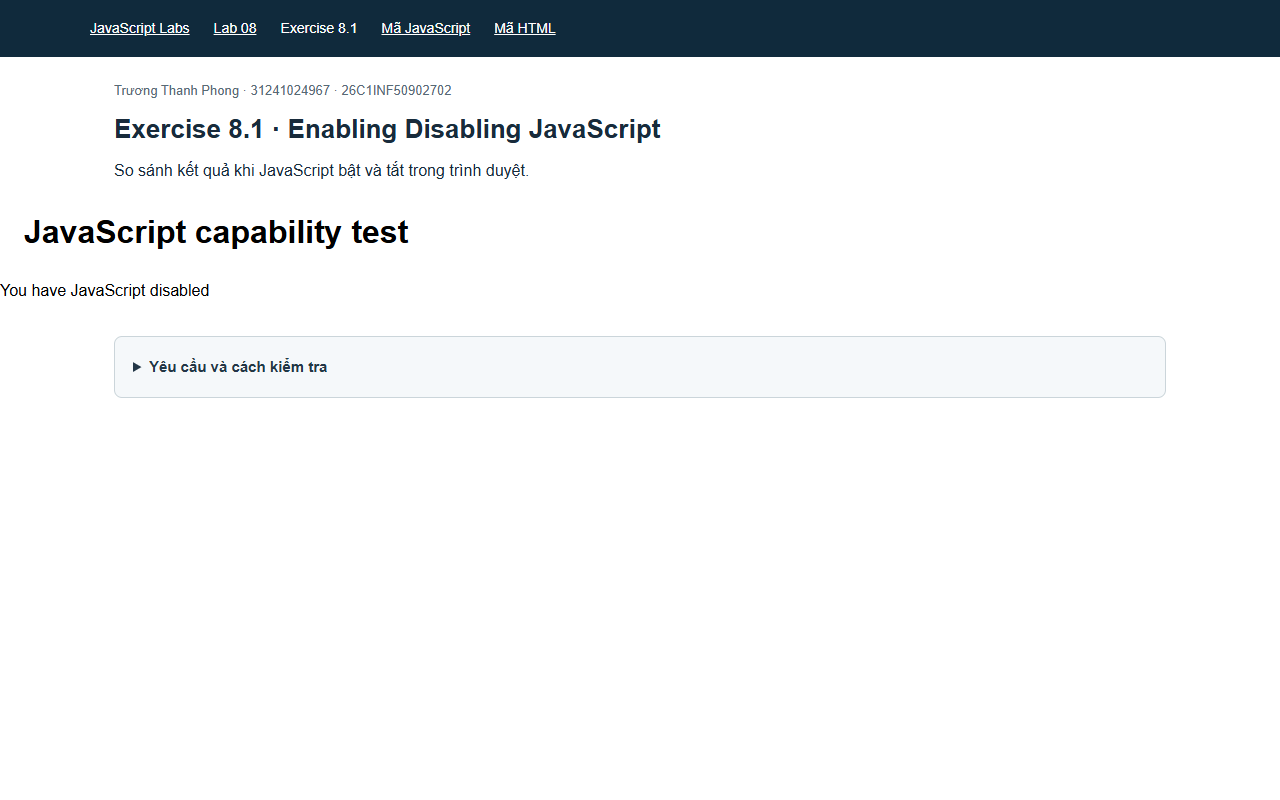 JavaScript Labs Lab 08 Exercise 8.1 Mã JavaScript Mã HTML
Trương Thanh Phong · 31241024967 · 26C1INF50902702
Exercise 8.1 · Enabling Disabling JavaScript
So sánh kết quả khi JavaScript bật và tắt trong trình duyệt.
JavaScript capability test
You have JavaScript disabled
Yêu cầu và cách kiểm tra